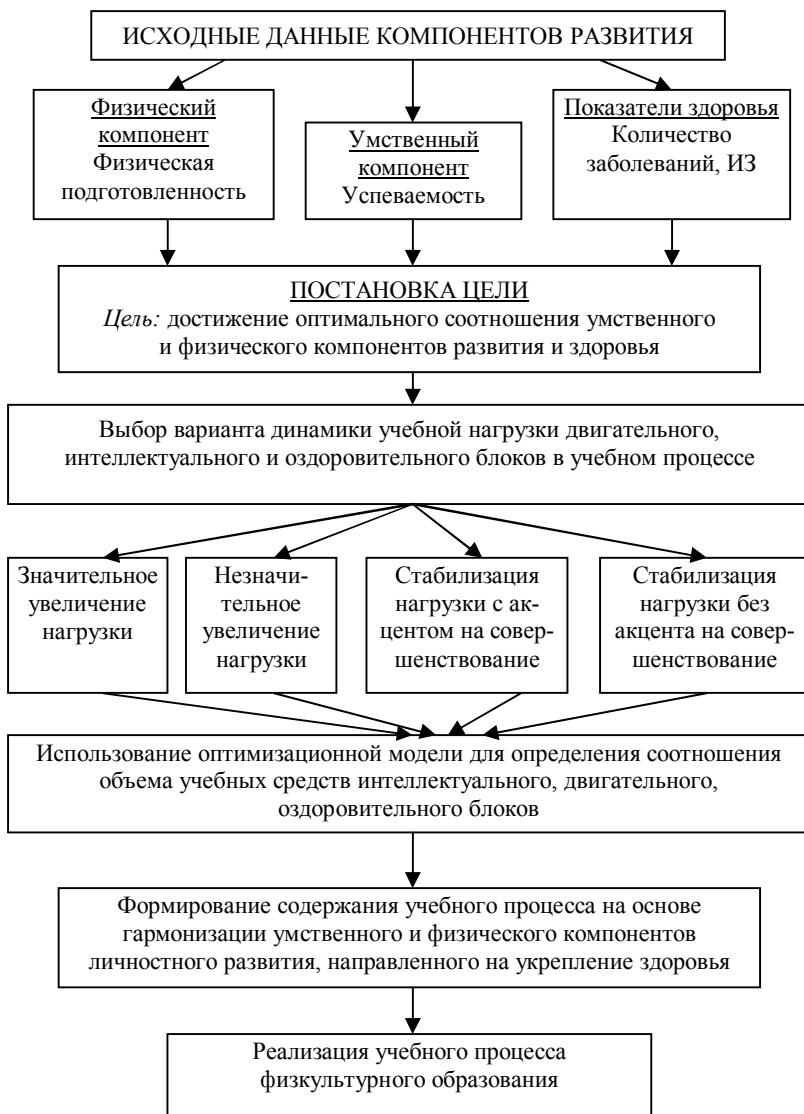 ИСХОДНЫЕ ДАННЫЕ КОМПОНЕНТОВ РАЗВИТИЯ
Физический
компонент
Физическая
подготовленность
Умственный
компонент
Успеваемость
Показатели здоровья
Количество
заболеваний, ИЗ
ПОСТАНОВКА ЦЕЛИ
Цель: достижение оптимального соотношения умственного
и физического компонентов развития и здоровья
Выбор варианта динамики учебной нагрузки двигательного,
интеллектуального и оздоровительного блоков в учебном процессе
Значительное
увеличение
нагрузки
Незначи-
тельное
увеличение
нагрузки
Стабилизация
нагрузки с ак-
центом на совер-
шенствование
Стабилизация
нагрузки без
акцента на совер-
шенствование
Использование оптимизационной модели для определения соотношения
объема учебных средств интеллектуального, двигательного,
оздоровительного блоков
Формирование содержания учебного процесса на основе
гармонизации умственного и физического компонентов
личностного развития, направленного на укрепление здоровья
Реализация учебного процесса
физкультурного образования